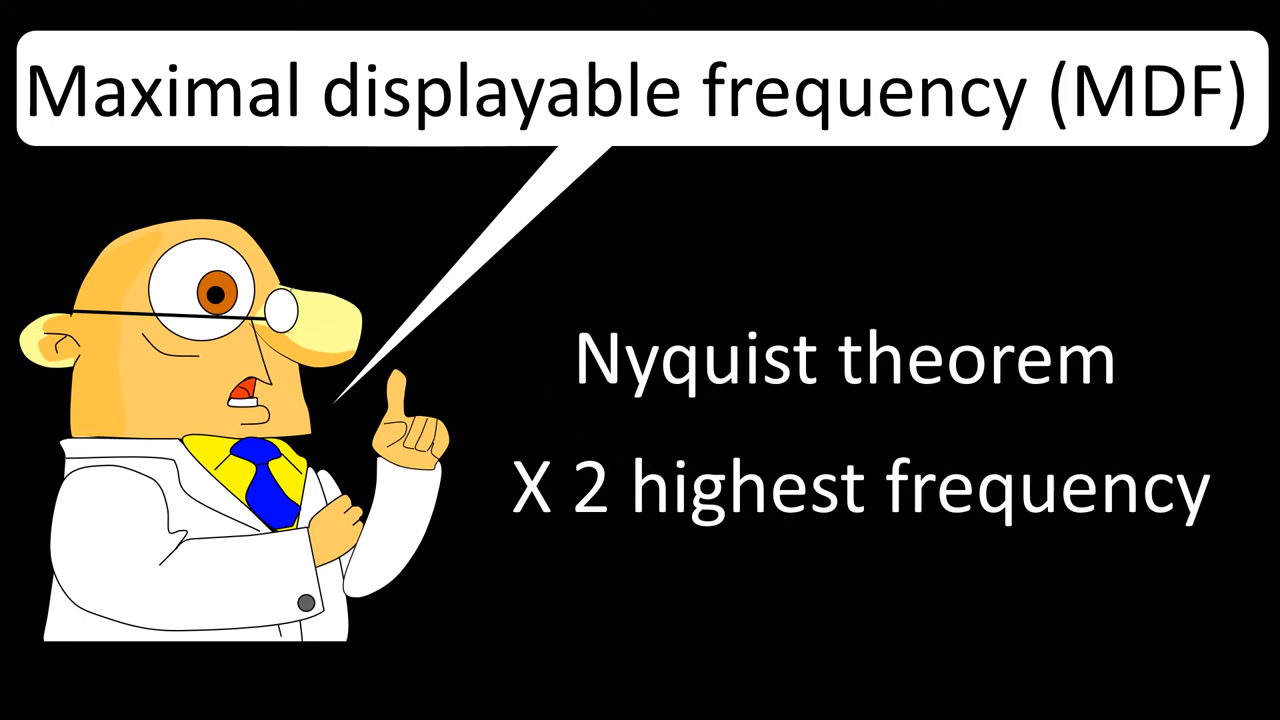 Maximal displayable frequency (MDF)
Nyquist theorem
X 2 highest frequency